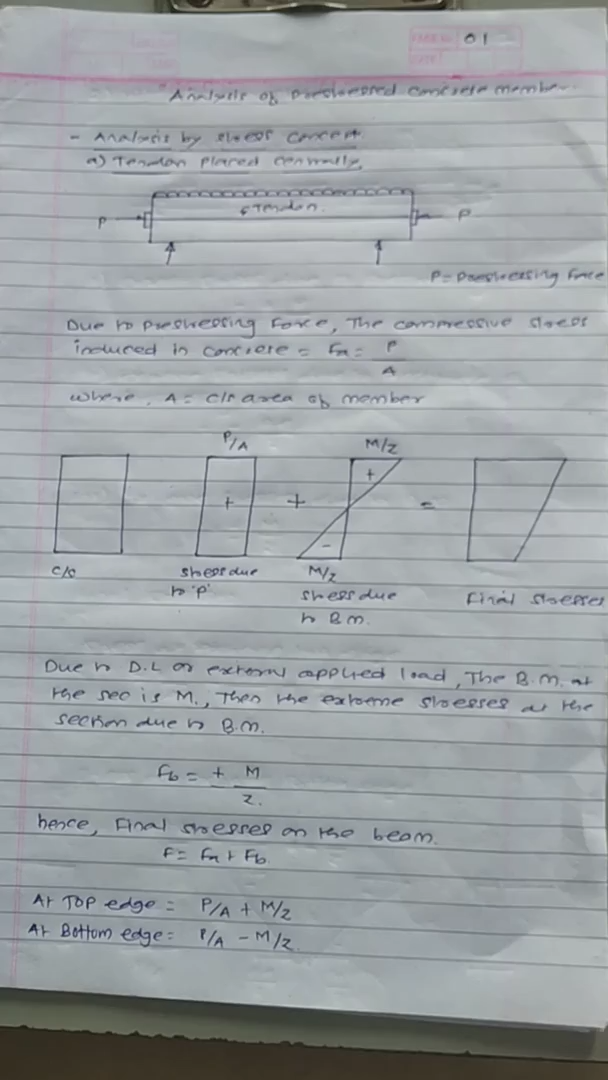 01
Analysis of Prestressed concrete member.
- Analysis by stress concept
a) Tendon placed centrally
Tendon.
P P
P = Prestressing Force
Due to prestressing Force, The compressive stress
induced in concrete = Fa = P
A
where, A = c/s area of member
P/A M/z
+ + + =
-
c/s stress due M/z
to 'P' stress due Final stresses
to B.M.
Due to D.L or external applied load, The B.M. at
the sec is M., Then the extreme stresses at the
section due to B.M.
Fb = + M
z.
hence, Final stresses on the beam.
F = Fa + Fb
At Top edge = P/A + M/z
At Bottom edge = P/A - M/z